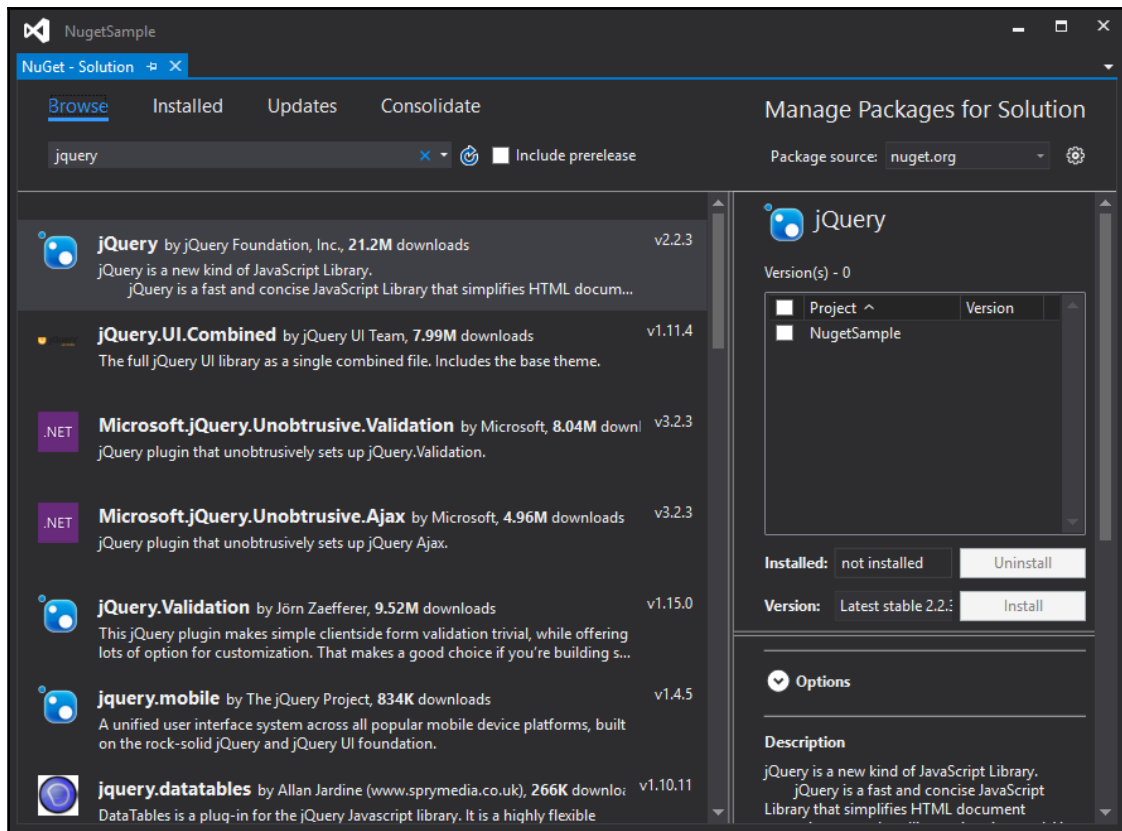 NugetSample
NuGet - Solution
Browse Installed Updates Consolidate
Manage Packages for Solution
jquery
Include prerelease
Package source: nuget.org
jQuery by jQuery Foundation, Inc., 21.2M downloads v2.2.3
jQuery is a new kind of JavaScript Library.
jQuery is a fast and concise JavaScript Library that simplifies HTML docum...
jQuery.UI.Combined by jQuery UI Team, 7.99M downloads v1.11.4
The full jQuery UI library as a single combined file. Includes the base theme.
.NET
Microsoft.jQuery.Unobtrusive.Validation by Microsoft, 8.04M downl v3.2.3
jQuery plugin that unobtrusively sets up jQuery.Validation.
.NET
Microsoft.jQuery.Unobtrusive.Ajax by Microsoft, 4.96M downloads v3.2.3
jQuery plugin that unobtrusively sets up jQuery Ajax.
jQuery.Validation by Jörn Zaefferer, 9.52M downloads v1.15.0
This jQuery plugin makes simple clientside form validation trivial, while offering
lots of option for customization. That makes a good choice if you're building s...
jquery.mobile by The jQuery Project, 834K downloads v1.4.5
A unified user interface system across all popular mobile device platforms, built
on the rock-solid jQuery and jQuery UI foundation.
jquery.datatables by Allan Jardine (www.sprymedia.co.uk), 266K downloa v1.10.11
DataTables is a plug-in for the jQuery Javascript library. It is a highly flexible
jQuery
Version(s) - 0
Project Version
NugetSample
Installed: not installed Uninstall
Version: Latest stable 2.2.3 Install
Options
Description
jQuery is a new kind of JavaScript Library.
jQuery is a fast and concise JavaScript
Library that simplifies HTML document